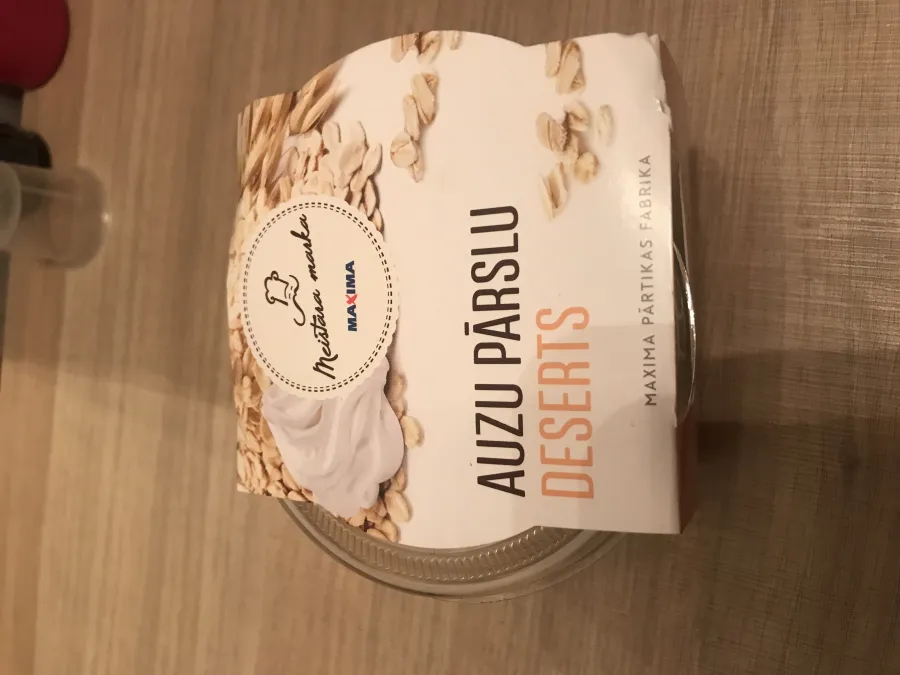 Meistara marka
MAXIMA
AUZU PĀRSLU
DESERTS
MAXIMA PĀRTIKAS FABRIKA